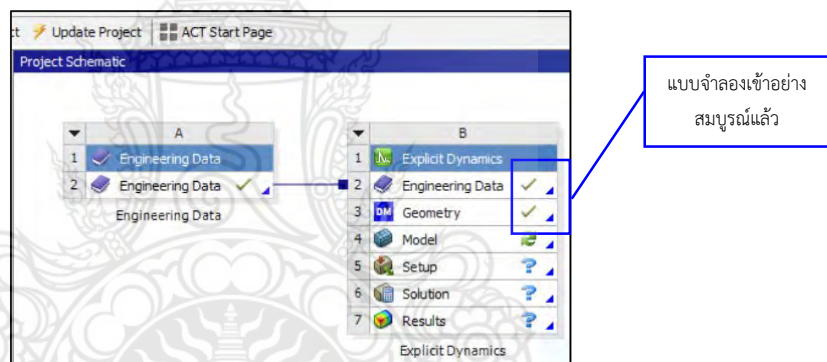 ct Update Project ACT Start Page
Project Schematic
แบบจำลองเข้าอย่าง
สมบูรณ์แล้ว
A
1 Engineering Data
2 Engineering Data
Engineering Data
B
1 Explicit Dynamics
2 Engineering Data
3 DM Geometry
4 Model
5 Setup ?
6 Solution ?
7 Results ?
Explicit Dynamics